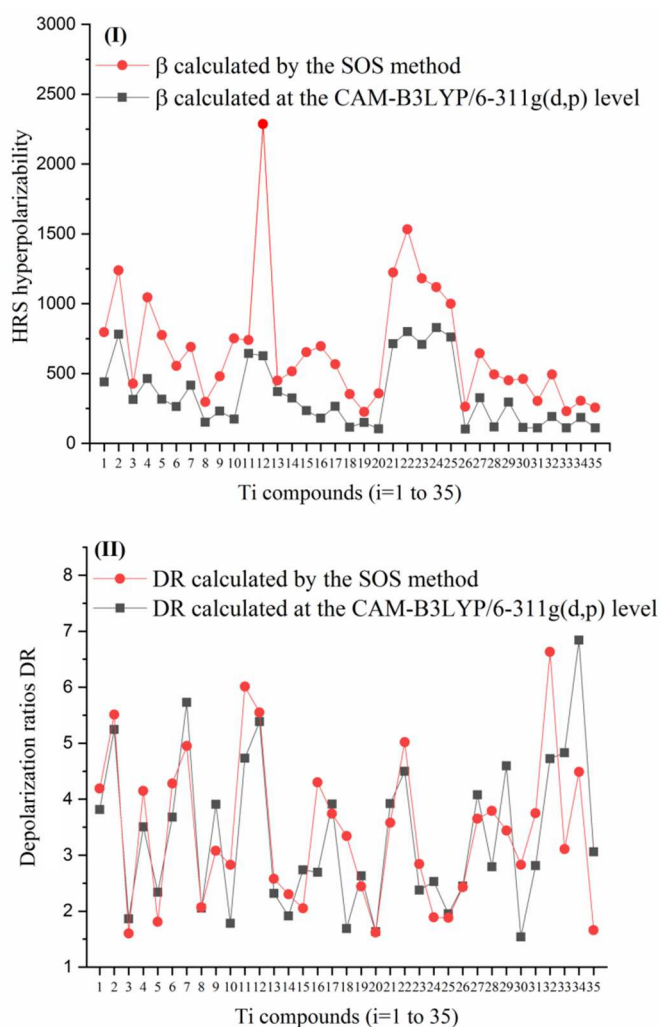 3000
(I)
β calculated by the SOS method
2500
β calculated at the CAM-B3LYP/6-311g(d,p) level
2000
1500
1000
500
0
HRS hyperpolarizability
1 2 3 4 5 6 7 8 9 10 11 12 13 14 15 16 17 18 19 20 21 22 23 24 25 26 27 28 29 30 31 32 33 34 35
Ti compounds (i=1 to 35)
(II)
8
DR calculated by the SOS method
DR calculated at the CAM-B3LYP/6-311g(d,p) level
7
6
5
4
3
2
1
Depolarization ratios DR
1 2 3 4 5 6 7 8 9 10 11 12 13 14 15 16 17 18 19 20 21 22 23 24 25 26 27 28 29 30 31 32 33 34 35
Ti compounds (i=1 to 35)